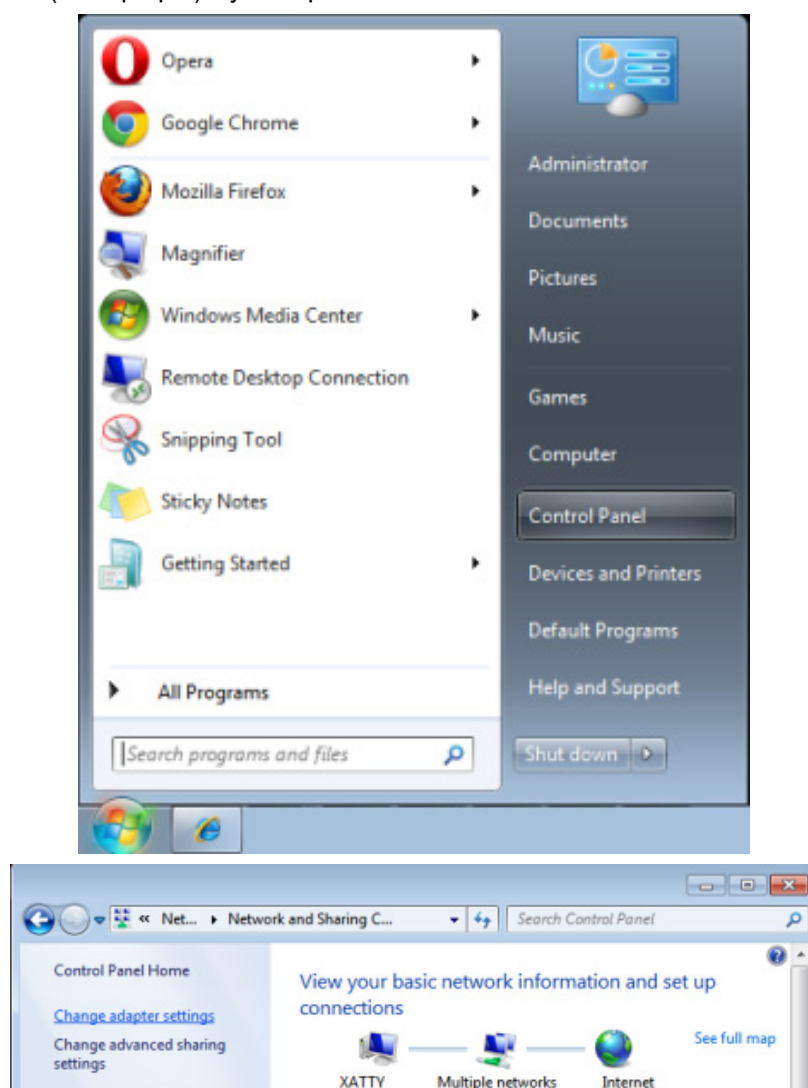 Opera
Google Chrome
Mozilla Firefox
Magnifier
Windows Media Center
Remote Desktop Connection
Snipping Tool
Sticky Notes
Getting Started
All Programs
Search programs and files
Administrator
Documents
Pictures
Music
Games
Computer
Control Panel
Devices and Printers
Default Programs
Help and Support
Shut down
« Net... Network and Sharing C...
Search Control Panel
Control Panel Home
Change adapter settings
Change advanced sharing
settings
View your basic network information and set up
connections
See full map
XATTY Multiple networks Internet